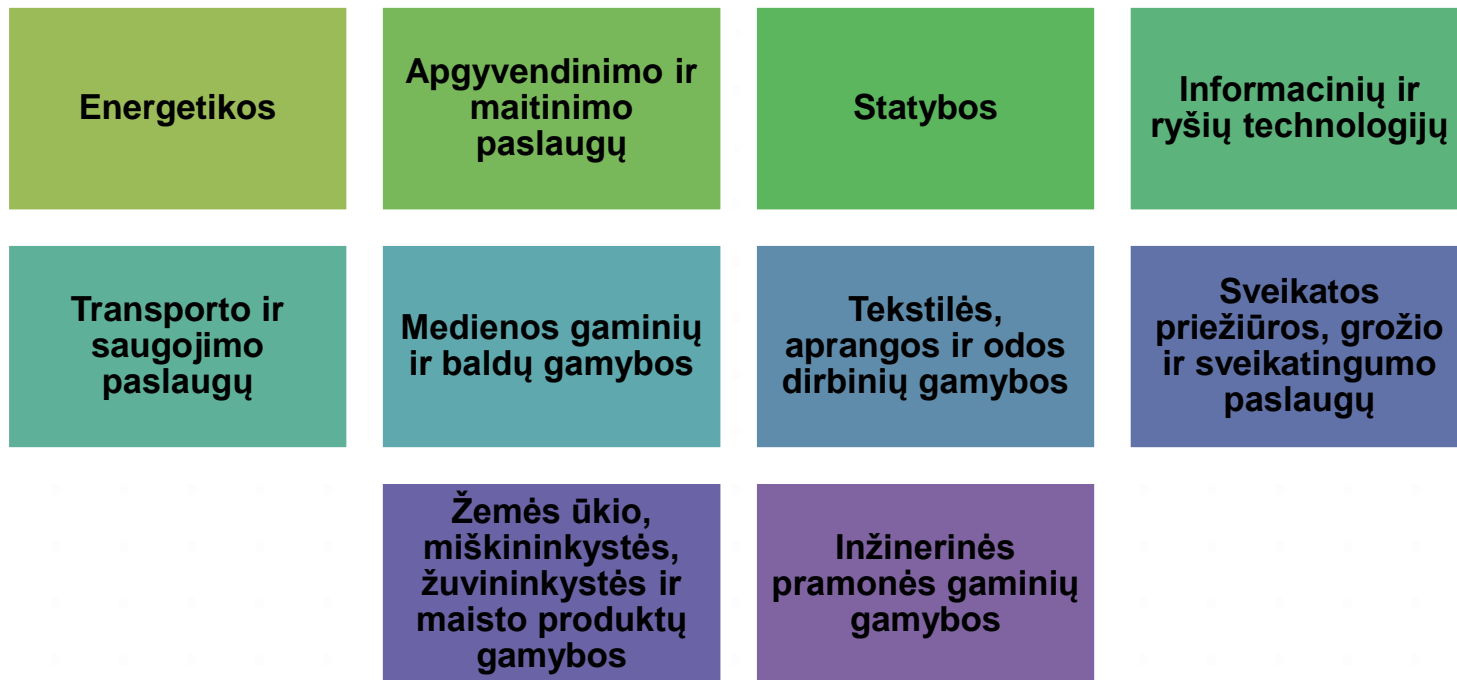 Energetikos
Apgyvendinimo ir
maitinimo
paslaugų
Statybos
Informacinių ir
ryšių technologijų
Transporto ir
saugojimo
paslaugų
Medienos gaminių
ir baldų gamybos
Tekstilės,
aprangos ir odos
dirbinių gamybos
Sveikatos
priežiūros, grožio
ir sveikatingumo
paslaugų
Žemės ūkio,
miškininkystės,
žuvininkystės ir
maisto produktų
gamybos
Inžinerinės
pramonės gaminių
gamybos